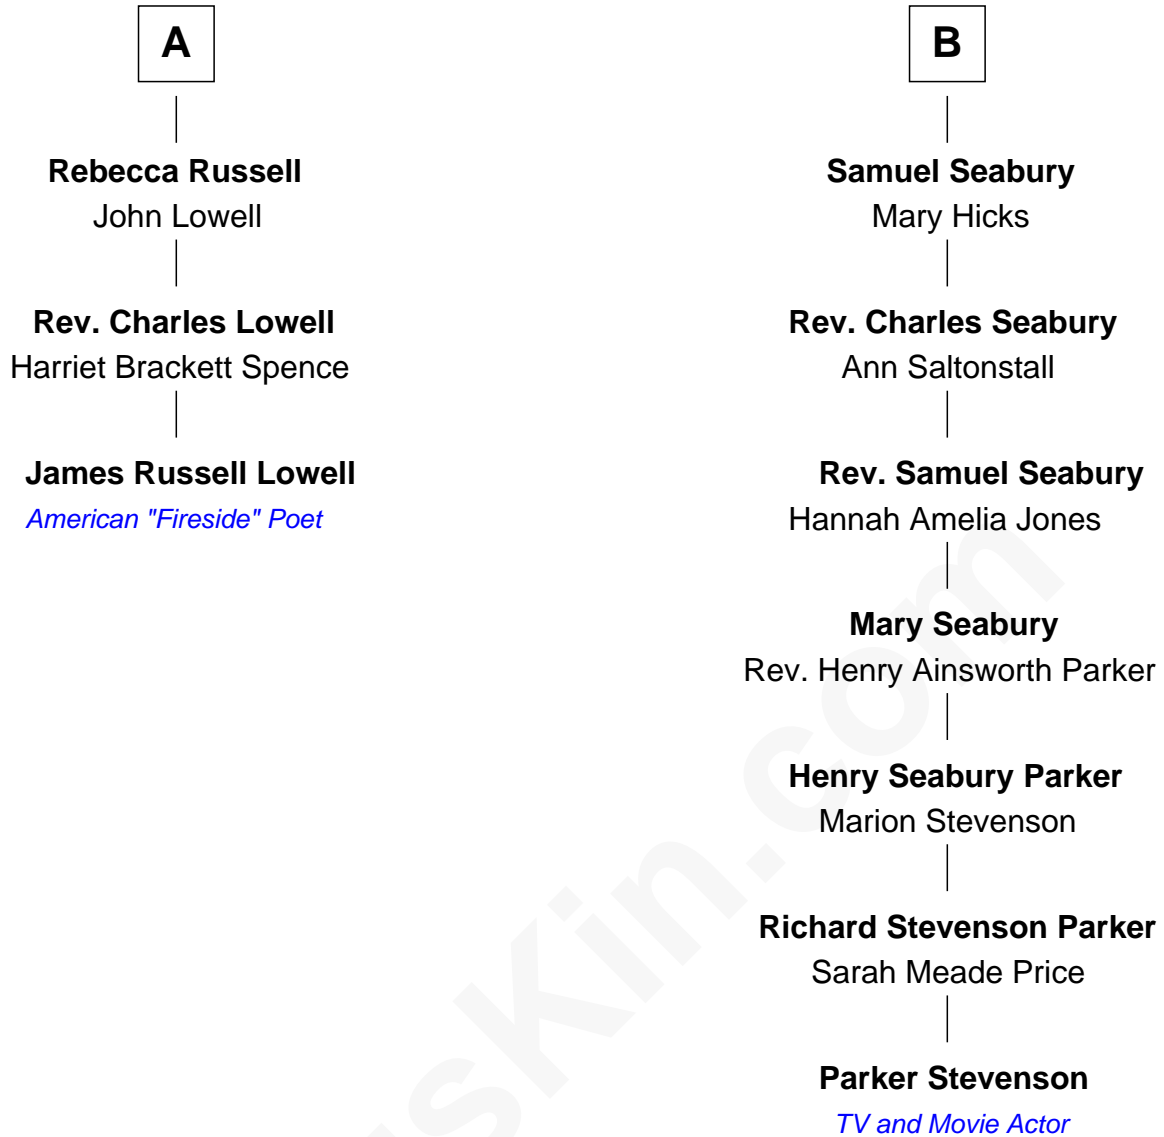 A
Rebecca Russell
John Lowell
Rev. Charles Lowell
Harriet Brackett Spence
James Russell Lowell
American "Fireside" Poet
B
Samuel Seabury
Mary Hicks
Rev. Charles Seabury
Ann Saltonstall
Rev. Samuel Seabury
Hannah Amelia Jones
Mary Seabury
Rev. Henry Ainsworth Parker
Henry Seabury Parker
Marion Stevenson
Richard Stevenson Parker
Sarah Meade Price
Parker Stevenson
TV and Movie Actor